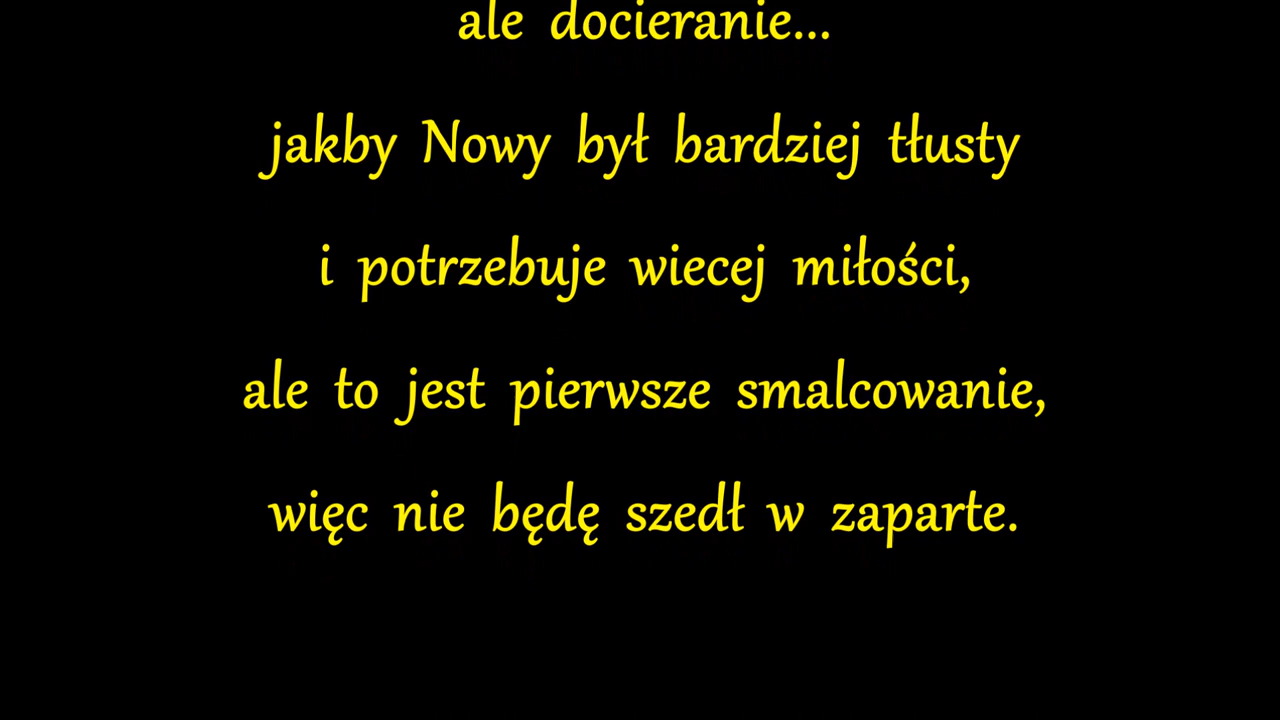 ale docieranie...
jakby Nowy był bardziej tłusty
i potrzebuje wiecej miłości,
ale to jest pierwsze smalcowanie,
więc nie będę szedł w zaparte.